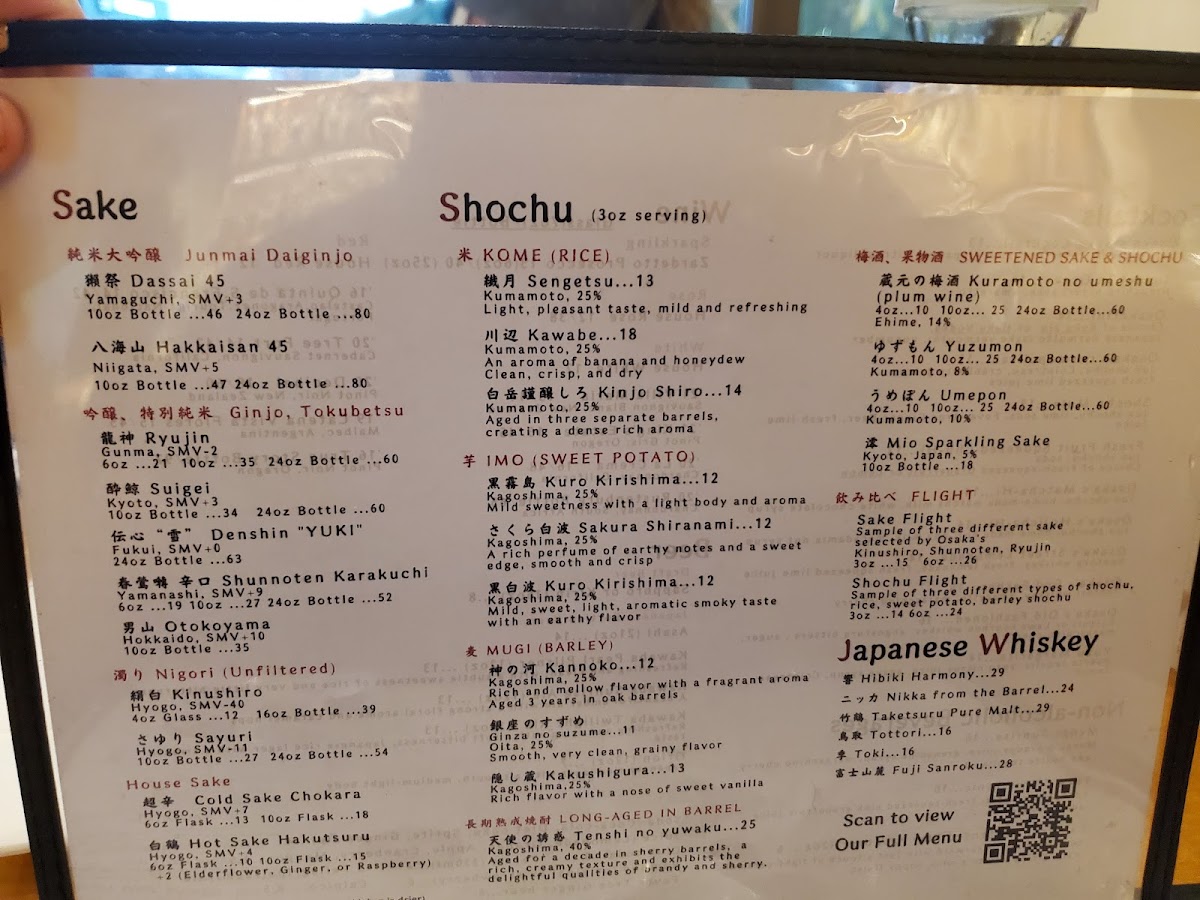 Sake
純米大吟醸 Junmai Daiginjo
獺祭 Dassai 45
Yamaguchi, SMV+3
10oz Bottle ...46 24oz Bottle ...80
八海山 Hakkaisan 45
Niigata, SMV+5
10oz Bottle ...47 24oz Bottle ...80
吟醸、特別純米 Ginjo, Tokubetsu
龍神 Ryujin
Gunma, SMV-2
6oz ...21 10oz ...35 24oz Bottle ...60
酔鯨 Suigei
Kyoto, SMV+3
10oz Bottle ...34 24oz Bottle ...60
伝心“雷” Denshin "YUKI"
Fukui, SMV+0
24oz Bottle ...63
春鶯囀 辛口 Shunnoten Karakuchi
Yamanashi, SMV+9
6oz ...19 10oz ...27 24oz Bottle ...52
男山 Otokoyama
Hokkaido, SMV+10
10oz Bottle ...35
濁り Nigori (Unfiltered)
絹白 Kinushiro
Hyogo, SMV-40
4oz Glass ...12 16oz Bottle ...39
さゆり Sayuri
Hyogo, SMV-11
10oz Bottle ...27 24oz Bottle ...54
House Sake
超辛 Cold Sake Chokara
Hyogo, SMV+7
6oz Flask ...13 10oz Flask ...18
白鶴 Hot Sake Hakutsuru
Hyogo, SMV+4
6oz Flask ...10 10oz Flask ...15
+2 (Elderflower, Ginger, or Raspberry)
Shochu (3oz serving)
米 KOME (RICE)
繊月 Sengetsu...13
Kumamoto, 25%
Light, pleasant taste, mild and refreshing
川辺 Kawabe...18
Kumamoto, 25%
An aroma of banana and honeydew
Clean, crisp, and dry
白岳謹醸しろ Kinjo Shiro...14
Kumamoto, 25%
Aged in three separate barrels,
creating a dense rich aroma
芋 IMO (SWEET POTATO)
黒霧島 Kuro Kirishima...12
Kagoshima, 25%
Mild sweetness with a light body and aroma
さくら白波 Sakura Shiranami...12
Kagoshima, 25%
A rich perfume of earthy notes and a sweet
edge, smooth and crisp
黒白波 Kuro Kirishima...12
Kagoshima, 25%
Mild, sweet, light, aromatic smoky taste
with an earthy flavor
麦 MUGI (BARLEY)
神の河 Kannoko...12
Kagoshima, 25%
Rich and mellow flavor with a fragrant aroma
Aged 3 years in oak barrels
銀座のすずめ
Ginza no suzume...11
Oita, 25%
Smooth, very clean, grainy flavor
隠し蔵 Kakushigura...13
Kagoshima,25%
Rich flavor with a nose of sweet vanilla
長期熟成焼酎 LONG-AGED IN BARREL
天使の誘惑 Tenshi no yuwaku...25
Kagoshima, 40%
Aged for a decade in sherry barrels, a
rich, creamy texture and exhibits the
delightful qualities of brandy and sherry.
梅酒、果物酒 SWEETENED SAKE & SHOCHU
蔵元の梅酒 Kuramoto no umeshu
(plum wine)
4oz...10 10oz... 25 24oz Bottle...60
Ehime, 14%
ゆずもん Yuzumon
4oz...10 10oz... 25 24oz Bottle...60
Kumamoto, 8%
うめぽん Umepon
4oz...10 10oz... 25 24oz Bottle...60
Kumamoto, 10%
澪 Mio Sparkling Sake
Kyoto, Japan, 5%
10oz Bottle ...18
飲み比べ FLIGHT
Sake Flight
Sample of three different sake
selected by Osaka's
Kinushiro, Shunnoten, Ryujin
3oz ...15 6oz ...26
Shochu Flight
Sample of three different types of shochu,
rice, sweet potato, barley shochu
3oz ...14 6oz ...24
Japanese Whiskey
響 Hibiki Harmony...29
ニッカ Nikka from the Barrel...24
竹鶴 Taketsuru Pure Malt...29
鳥取 Tottori...16
季 Toki...16
富士山麓 Fuji Sanroku...28
Scan to view
Our Full Menu